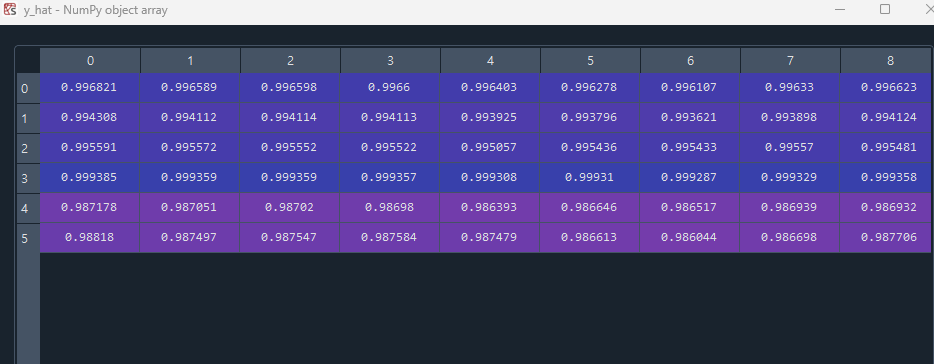 y_hat - NumPy object array
0 1 2 3 4 5 6 7 8
0 0.996821 0.996589 0.996598 0.9966 0.996403 0.996278 0.996107 0.99633 0.996623
1 0.994308 0.994112 0.994114 0.994113 0.993925 0.993796 0.993621 0.993898 0.994124
2 0.995591 0.995572 0.995552 0.995522 0.995057 0.995436 0.995433 0.99557 0.995481
3 0.999385 0.999359 0.999359 0.999357 0.999308 0.99931 0.999287 0.999329 0.999358
4 0.987178 0.987051 0.98702 0.98698 0.986393 0.986646 0.986517 0.986939 0.986932
5 0.98818 0.987497 0.987547 0.987584 0.987479 0.986613 0.986044 0.986698 0.987706